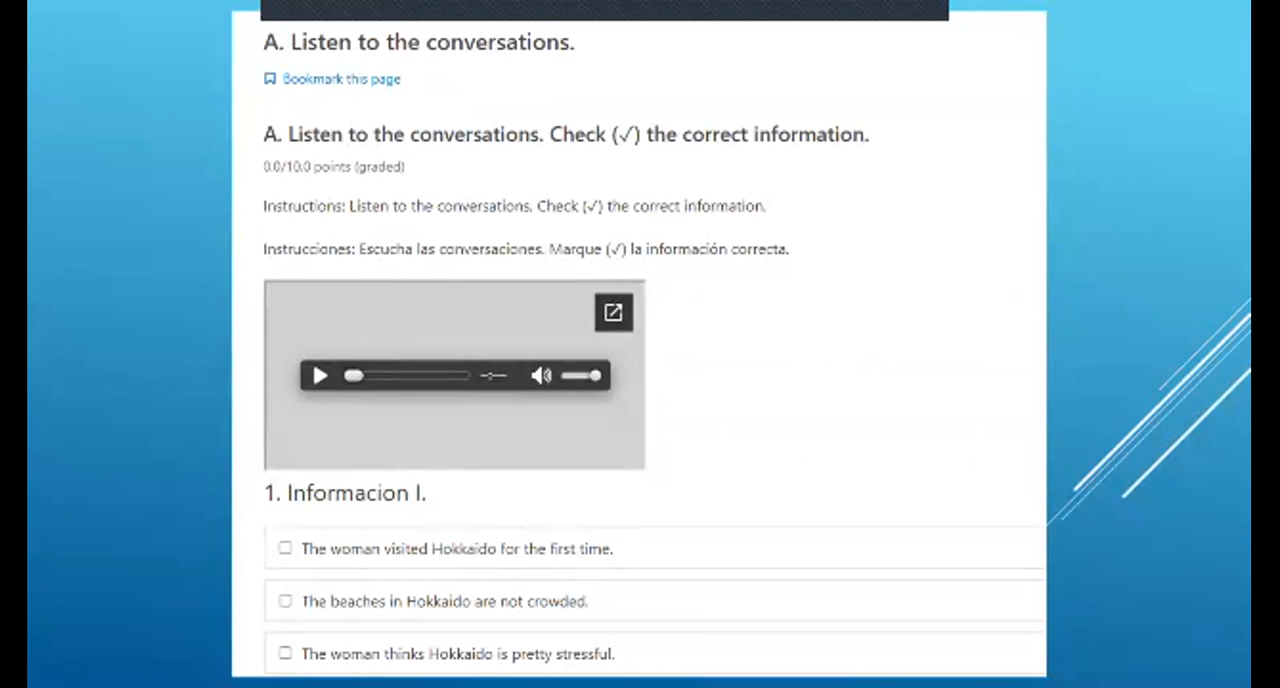 A. Listen to the conversations.
Bookmark this page
A. Listen to the conversations. Check (✓) the correct information.
0.0/10.0 points (graded)
Instructions: Listen to the conversations. Check (✓) the correct information.
Instrucciones: Escucha las conversaciones. Marque (✓) la información correcta.
1. Informacion I.
The woman visited Hokkaido for the first time.
The beaches in Hokkaido are not crowded.
The woman thinks Hokkaido is pretty stressful.